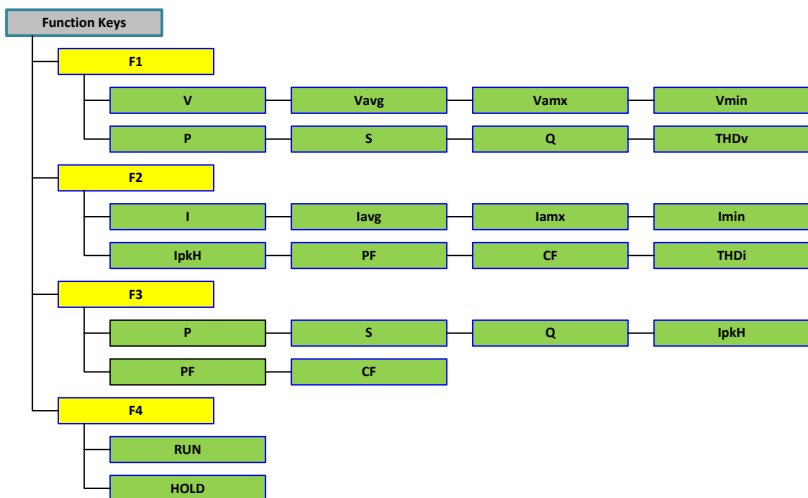 Function Keys
F1
V Vavg Vamx Vmin
P S Q THDv
F2
I Iavg Iamx Imin
IpkH PF CF THDi
F3
P S Q IpkH
PF CF
F4
RUN
HOLD